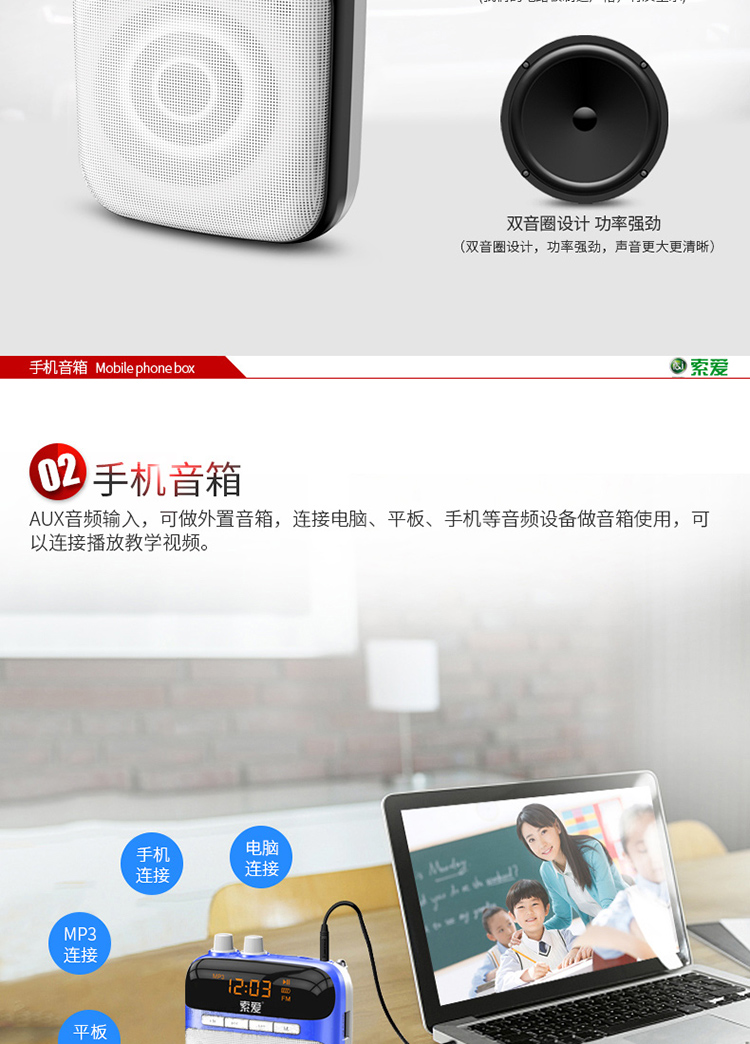 双音圈设计 功率强劲
（双音圈设计，功率强劲，声音更大更清晰）
手机音箱 Mobile phone box
索爱
02 手机音箱
AUX音频输入，可做外置音箱，连接电脑、平板、手机等音频设备做音箱使用，可
以连接播放教学视频。
手机
连接
电脑
连接
MP3
连接
平板
MP3
12:03
FM
索爱
Monday